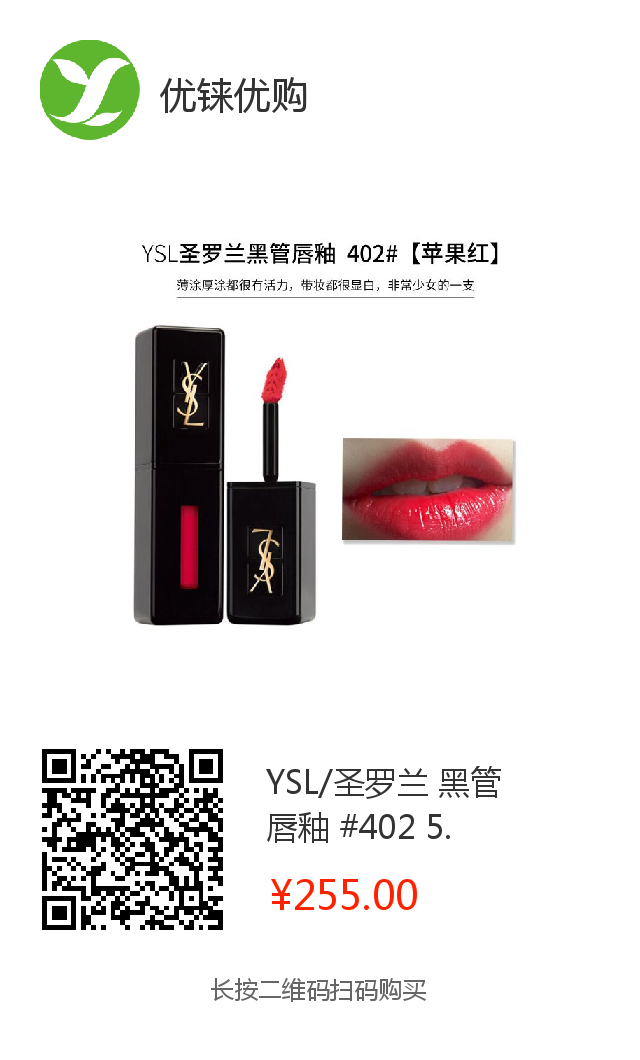 优铼优购
YSL圣罗兰黑管唇釉 402#【苹果红】
薄涂厚涂都很有活力，带妆都很显白，非常少女的一支
YSL/圣罗兰 黑管
唇釉 #402 5.
¥255.00
长按二维码扫码购买